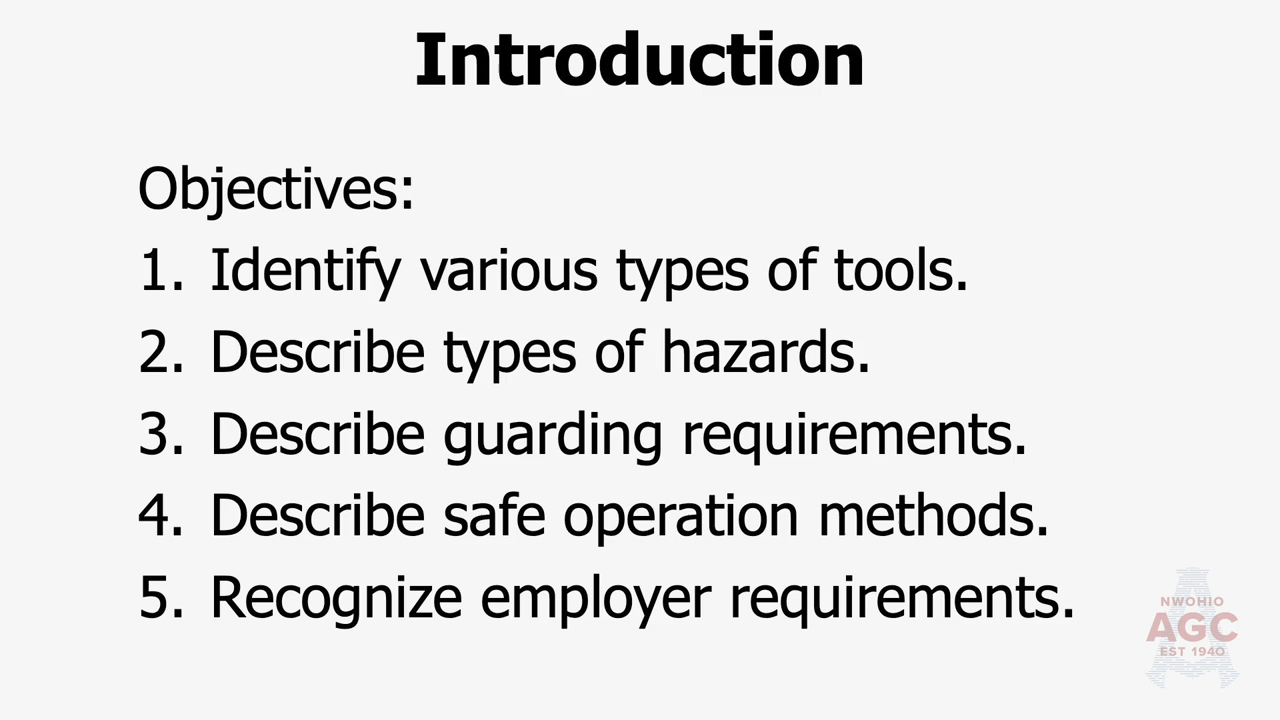 Introduction
Objectives:
1. Identify various types of tools.
2. Describe types of hazards.
3. Describe guarding requirements.
4. Describe safe operation methods.
5. Recognize employer requirements.
NWOHIO
AGC
EST 1940